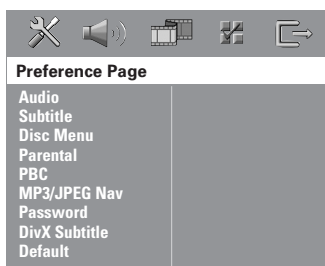 Preference Page
Audio
Subtitle
Disc Menu
Parental
PBC
MP3/JPEG Nav
Password
DivX Subtitle
Default